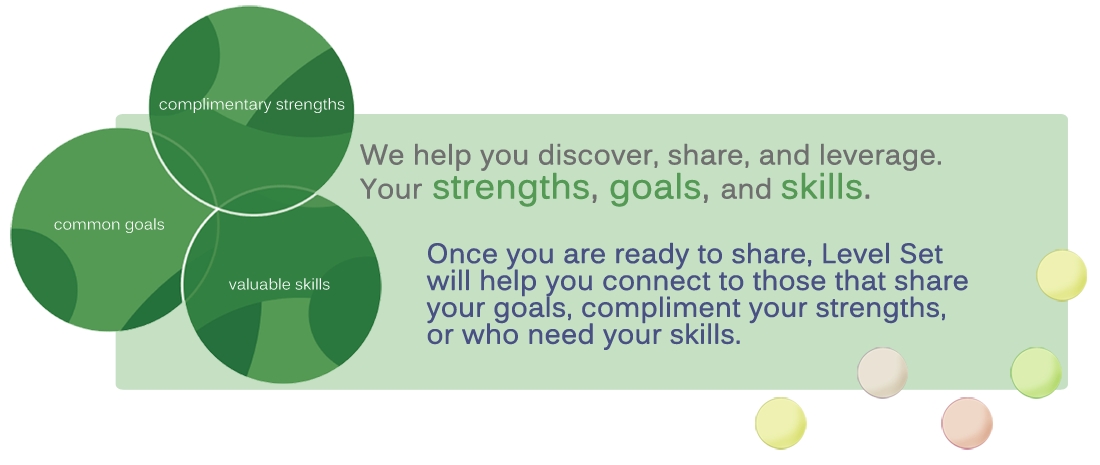 complimentary strengths
common goals
valuable skills
We help you discover, share, and leverage.
Your strengths, goals, and skills.
Once you are ready to share, Level Set
will help you connect to those that share
your goals, compliment your strengths,
or who need your skills.